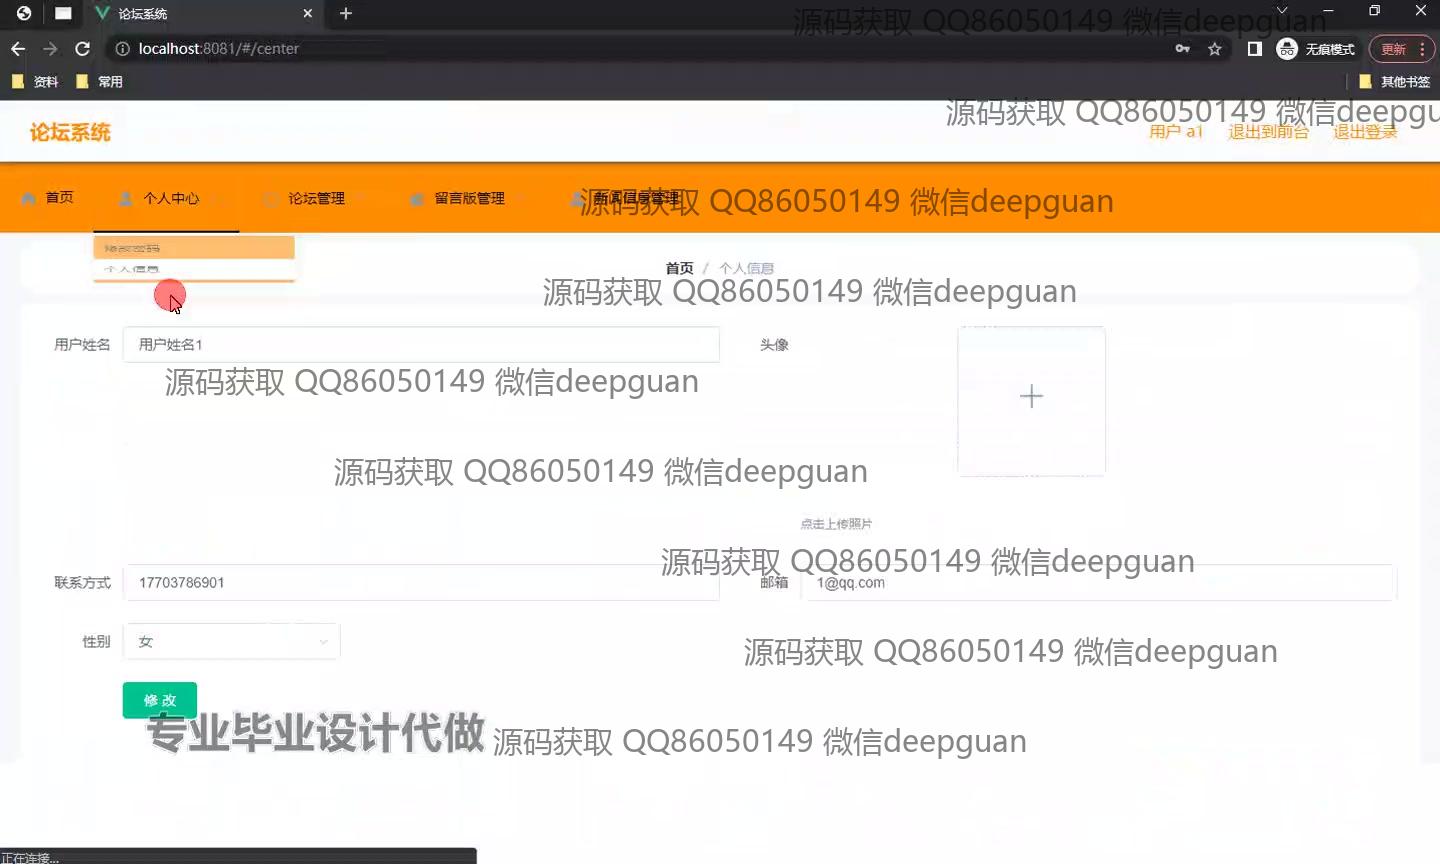 论坛系统
源码获取 QQ86050149 微信deepguan
localhost:8081/#/center
无痕模式
更新
资料
常用
其他书签
源码获取 QQ86050149 微信deepgu
论坛系统
用户 a1
退出到前台
退出登录
首页
个人中心
论坛管理
留言版管理
新闻信息管理
源码获取 QQ86050149 微信deepguan
修改密码
个人信息
首页 / 个人信息
源码获取 QQ86050149 微信deepguan
用户姓名
用户姓名1
头像
源码获取 QQ86050149 微信deepguan
源码获取 QQ86050149 微信deepguan
点击上传照片
源码获取 QQ86050149 微信deepguan
联系方式
17703786901
邮箱
1@qq.com
性别
女
源码获取 QQ86050149 微信deepguan
修改
专业毕业设计代做
源码获取 QQ86050149 微信deepguan
正在连接...